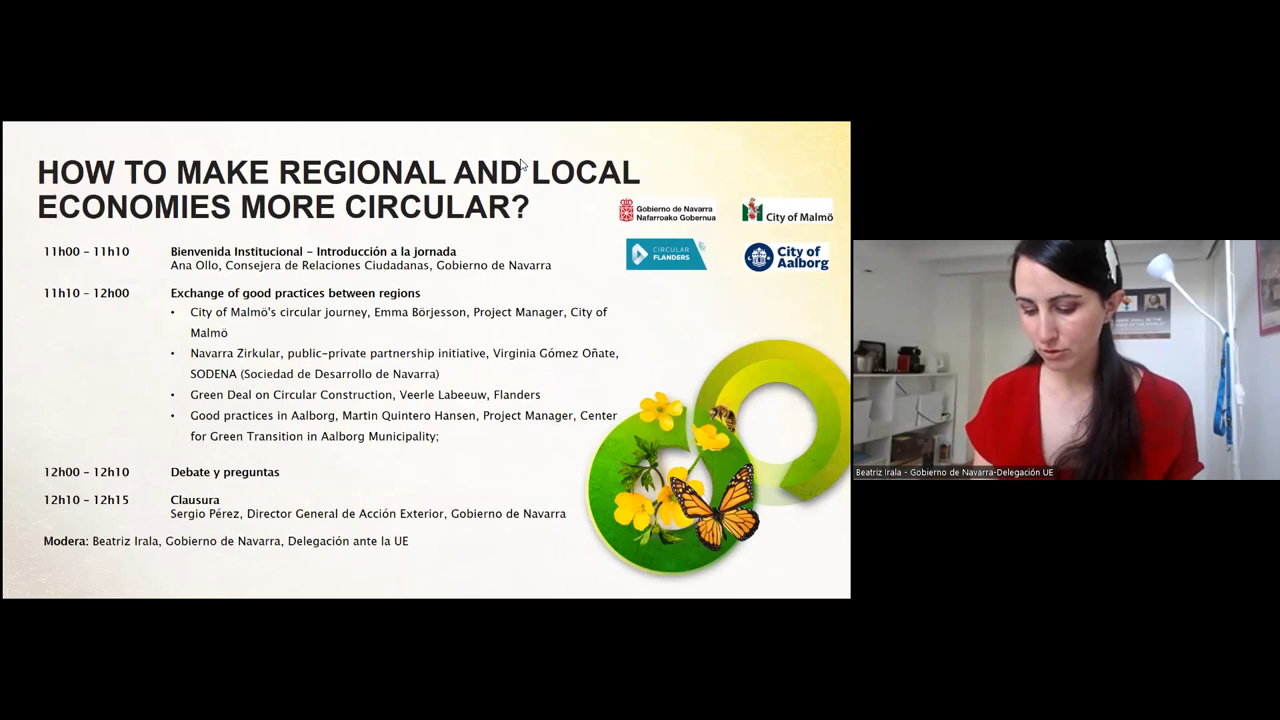 HOW TO MAKE REGIONAL AND LOCAL
ECONOMIES MORE CIRCULAR?
Gobierno de Navarra
Nafarroako Gobernua
City of Malmö
CIRCULAR
FLANDERS
City of
Aalborg
11h00 – 11h10 Bienvenida Institucional – Introducción a la jornada
Ana Ollo, Consejera de Relaciones Ciudadanas, Gobierno de Navarra
11h10 – 12h00 Exchange of good practices between regions
• City of Malmö's circular journey, Emma Börjesson, Project Manager, City of
Malmö
• Navarra Zirkular, public-private partnership initiative, Virginia Gómez Oñate,
SODENA (Sociedad de Desarrollo de Navarra)
• Green Deal on Circular Construction, Veerle Labeeuw, Flanders
• Good practices in Aalborg, Martin Quintero Hansen, Project Manager, Center
for Green Transition in Aalborg Municipality;
12h00 – 12h10 Debate y preguntas
12h10 – 12h15 Clausura
Sergio Pérez, Director General de Acción Exterior, Gobierno de Navarra
Modera: Beatriz Irala, Gobierno de Navarra, Delegación ante la UE
Beatriz Irala - Gobierno de Navarra-Delegación UE